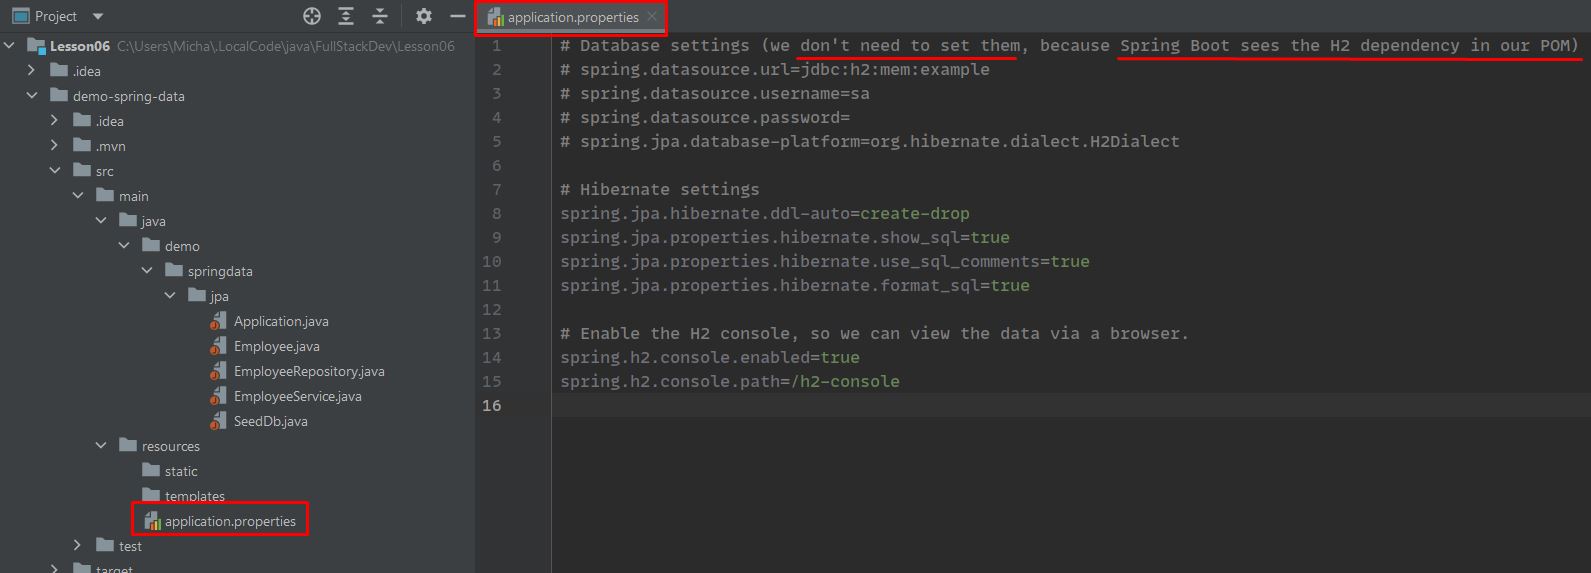 Project
Lesson06 C:\Users\Micha\.LocalCode\java\FullStackDev\Lesson06
.idea
demo-spring-data
.idea
.mvn
src
main
java
demo
springdata
jpa
Application.java
Employee.java
EmployeeRepository.java
EmployeeService.java
SeedDb.java
resources
static
templates
application.properties
test
target
application.properties
1 # Database settings (we don't need to set them, because Spring Boot sees the H2 dependency in our POM)
2 # spring.datasource.url=jdbc:h2:mem:example
3 # spring.datasource.username=sa
4 # spring.datasource.password=
5 # spring.jpa.database-platform=org.hibernate.dialect.H2Dialect
6
7 # Hibernate settings
8 spring.jpa.hibernate.ddl-auto=create-drop
9 spring.jpa.properties.hibernate.show_sql=true
10 spring.jpa.properties.hibernate.use_sql_comments=true
11 spring.jpa.properties.hibernate.format_sql=true
12
13 # Enable the H2 console, so we can view the data via a browser.
14 spring.h2.console.enabled=true
15 spring.h2.console.path=/h2-console
16